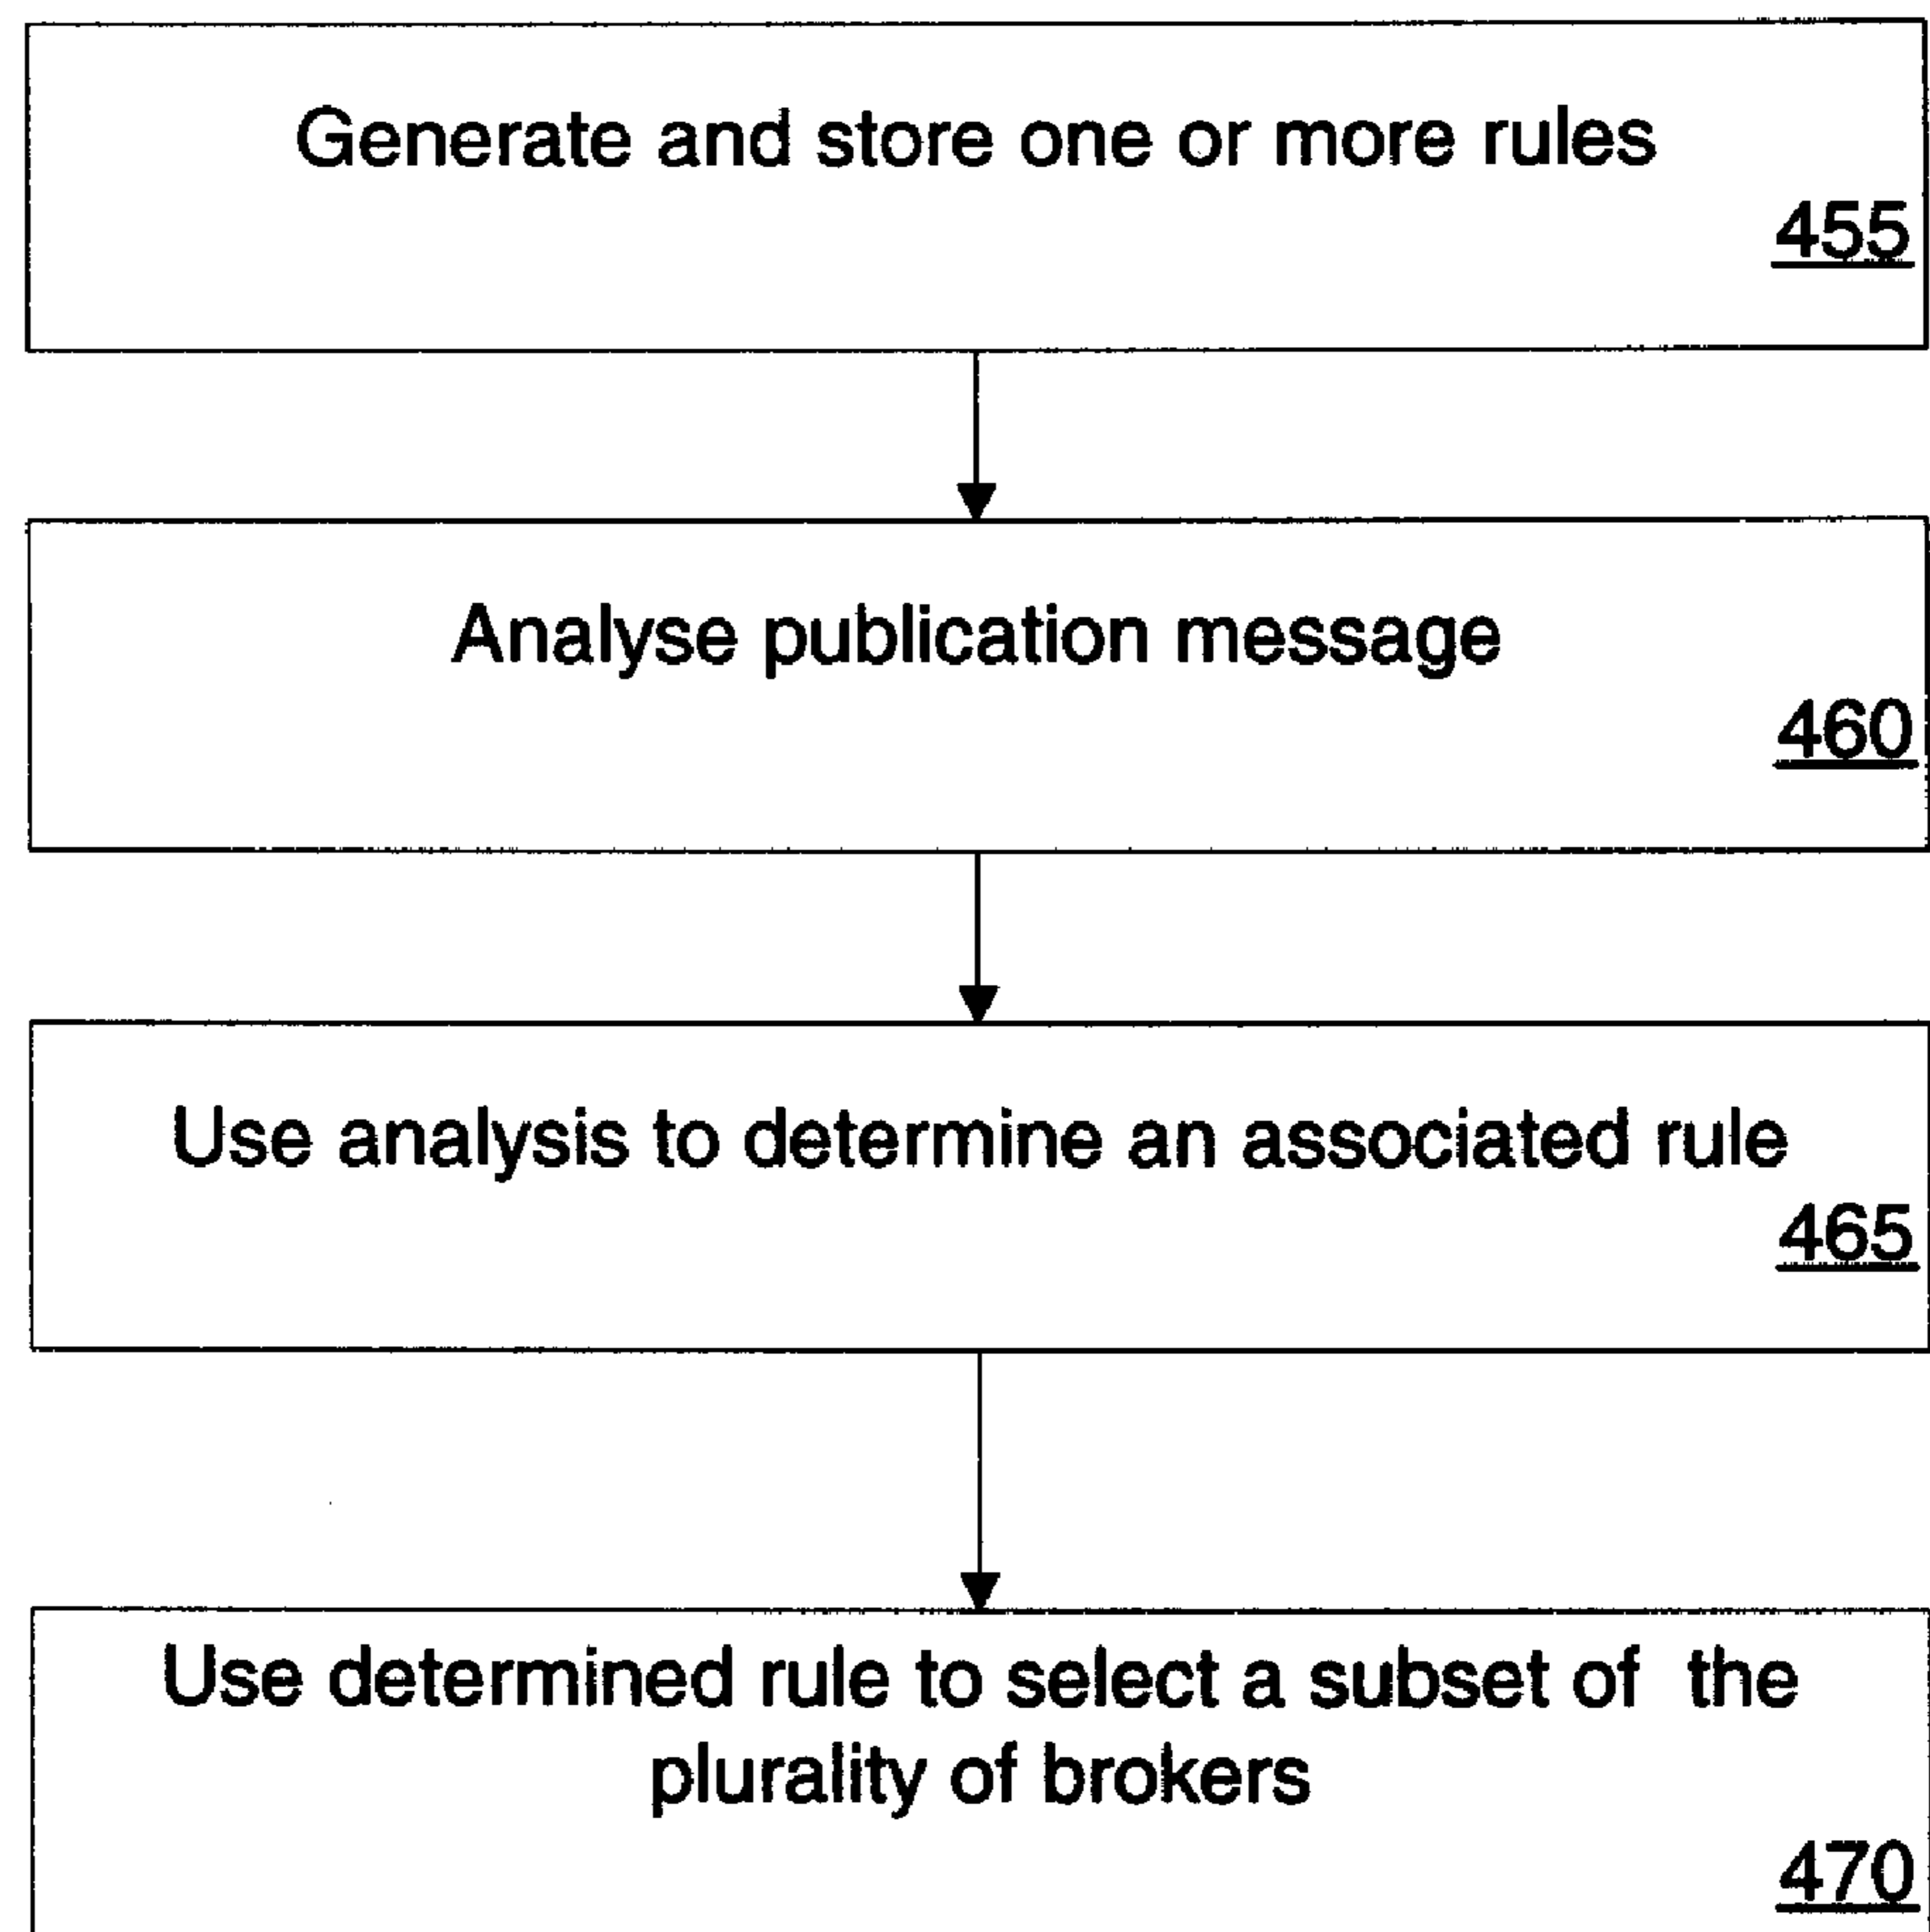 Generate and store one or more rules
455
Analyse publication message
460
Use analysis to determine an associated rule
465
Use determined rule to select a subset of the
plurality of brokers
470